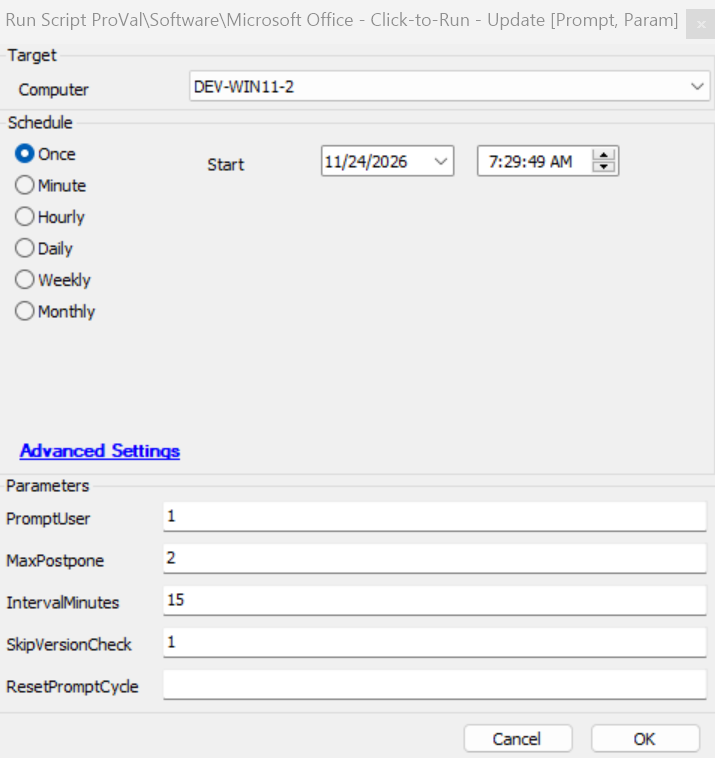 Run Script ProVal\Software\Microsoft Office - Click-to-Run - Update [Prompt, Param] ×
Target
Computer DEV-WIN11-2
Schedule
Once Start 11/24/2026 7:29:49 AM
Minute
Hourly
Daily
Weekly
Monthly
Advanced Settings
Parameters
PromptUser 1
MaxPostpone 2
IntervalMinutes 15
SkipVersionCheck 1
ResetPromptCycle
Cancel OK